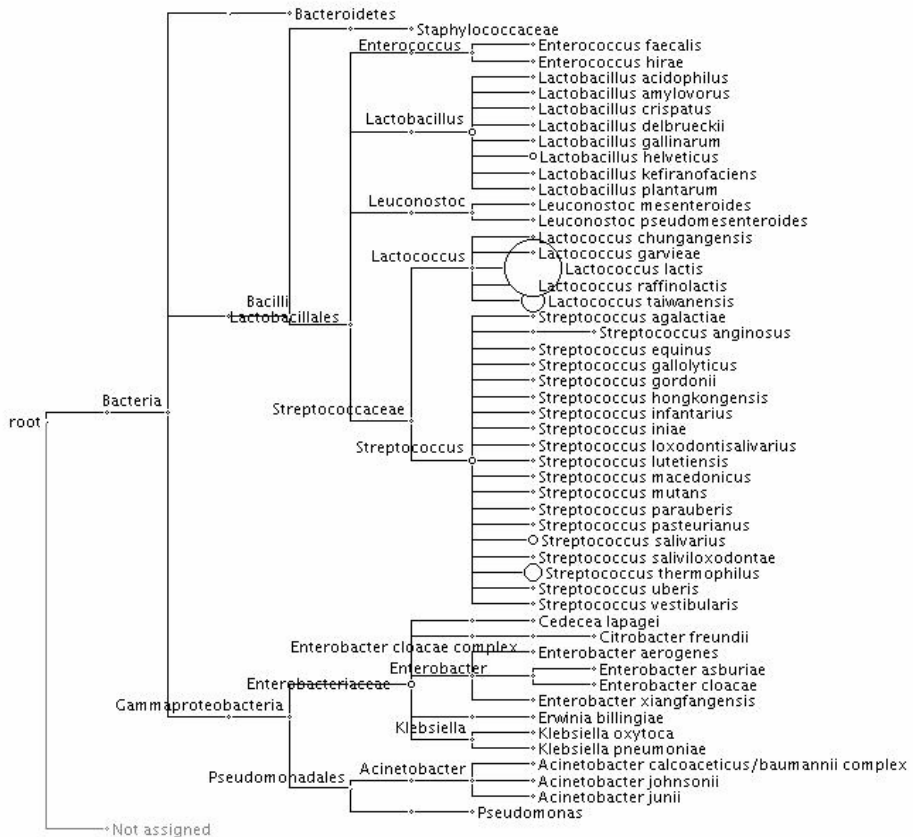 Bacteroidetes
Staphylococcaceae
Enterococcus
Enterococcus faecalis
Enterococcus hirae
Lactobacillus acidophilus
Lactobacillus amylovorus
Lactobacillus crispatus
Lactobacillus
Lactobacillus delbrueckii
Lactobacillus gallinarum
Lactobacillus helveticus
Lactobacillus kefiranofaciens
Lactobacillus plantarum
Leuconostoc
Leuconostoc mesenteroides
Leuconostoc pseudomesenteroides
Lactococcus chungangensis
Lactococcus
Lactococcus garvieae
Lactococcus lactis
Lactococcus raffinolactis
Bacilli
Lactococcus taiwanensis
Lactobacillales
Streptococcus agalactiae
Streptococcus anginosus
Streptococcus equinus
Streptococcus gallolyticus
Streptococcus gordonii
Bacteria
Streptococcus hongkongensis
Streptococcaceae
Streptococcus infantarius
root
Streptococcus iniae
Streptococcus
Streptococcus loxodontisalivarius
Streptococcus lutetiensis
Streptococcus macedonicus
Streptococcus mutans
Streptococcus parauberis
Streptococcus pasteurianus
Streptococcus salivarius
Streptococcus saliviloxodontae
Streptococcus thermophilus
Streptococcus uberis
Streptococcus vestibularis
Cedecea lapagei
Citrobacter freundii
Enterobacter cloacae complex
Enterobacter aerogenes
Enterobacter
Enterobacter asburiae
Enterobacteriaceae
Enterobacter cloacae
Gammaproteobacteria
Enterobacter xiangfangensis
Erwinia billingiae
Klebsiella
Klebsiella oxytoca
Klebsiella pneumoniae
Acinetobacter calcoaceticus/baumannii complex
Pseudomonadales
Acinetobacter
Acinetobacter johnsonii
Acinetobacter junii
Pseudomonas
Not assigned